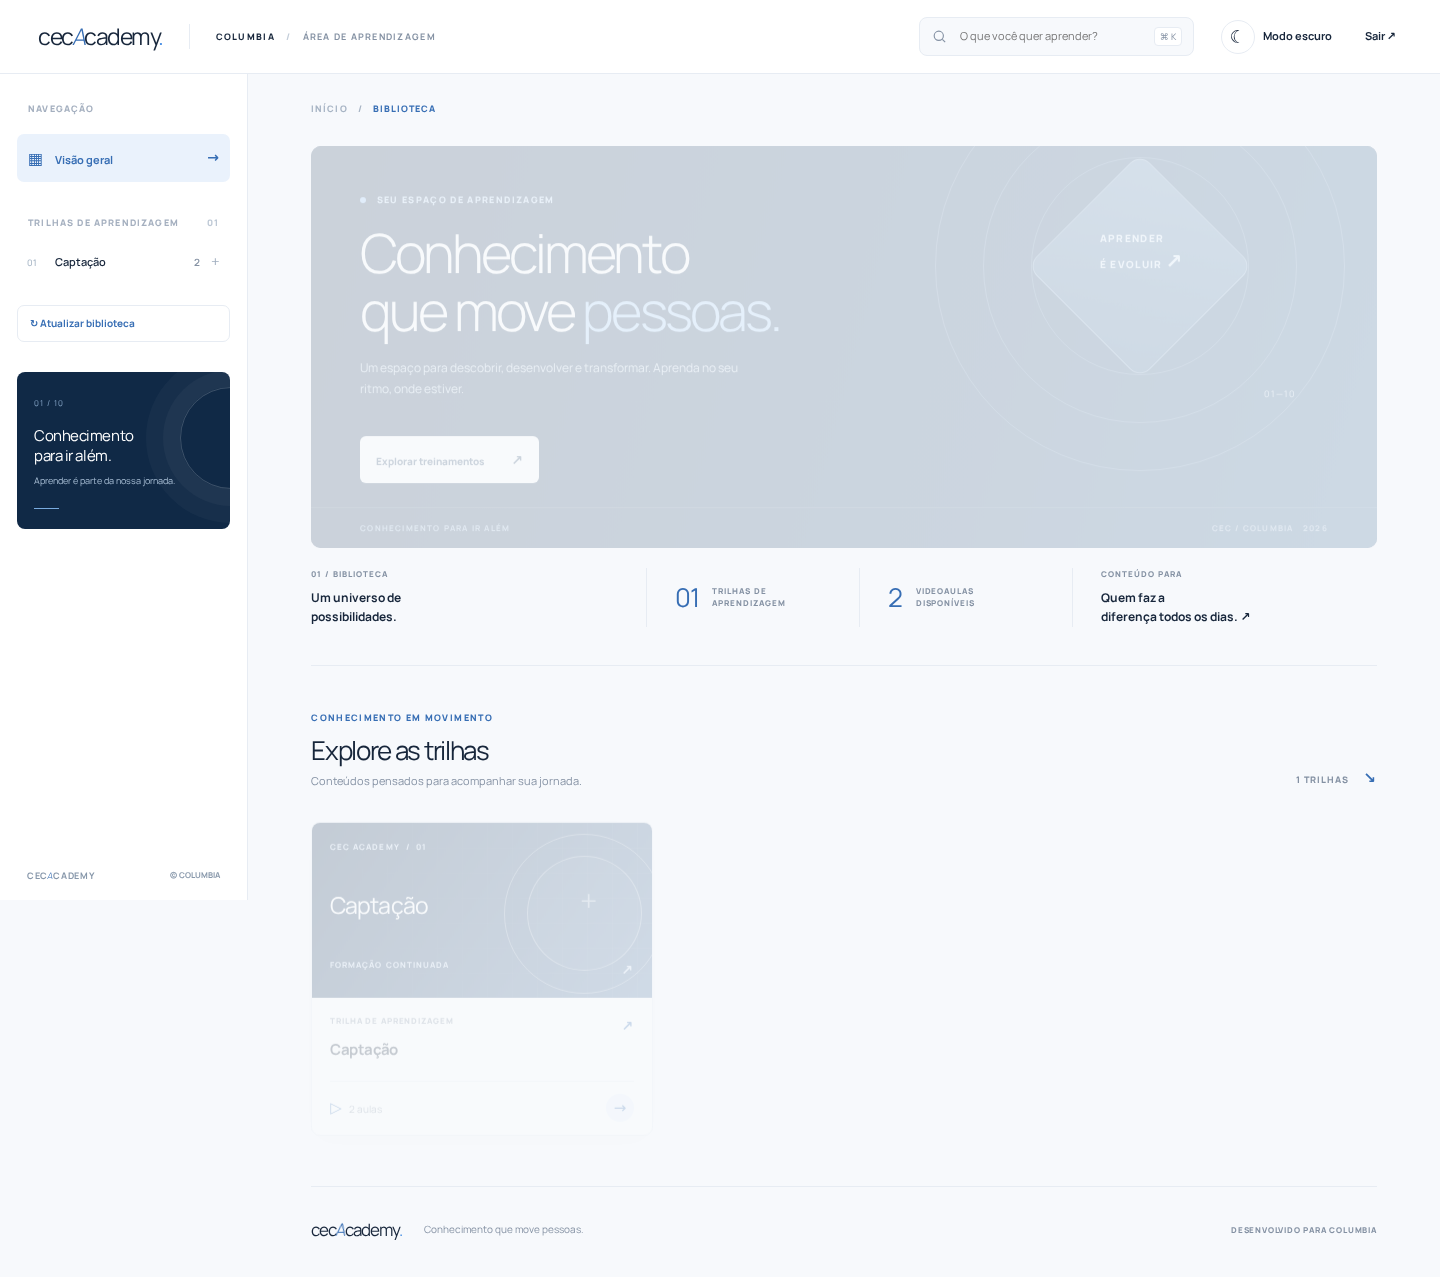 cecAcademy.
COLUMBIA / ÁREA DE APRENDIZAGEM
O que você quer aprender?
⌘ K
☾ Modo escuro
Sair ↗
NAVEGAÇÃO
Visão geral →
TRILHAS DE APRENDIZAGEM 01
01 Captação 2 +
↻ Atualizar biblioteca
01 / 10
Conhecimento
para ir além.
Aprender é parte da nossa jornada.
CECACADEMY © COLUMBIA
INÍCIO / BIBLIOTECA
SEU ESPAÇO DE APRENDIZAGEM
Conhecimento
que move pessoas.
Um espaço para descobrir, desenvolver e transformar. Aprenda no seu
ritmo, onde estiver.
Explorar treinamentos ↗
APRENDER
É EVOLUIR ↗
01—10
CONHECIMENTO PARA IR ALÉM
CEC / COLUMBIA 2026
01 / BIBLIOTECA
Um universo de
possibilidades.
01 TRILHAS DE
APRENDIZAGEM
2 VIDEOAULAS
DISPONÍVEIS
CONTEÚDO PARA
Quem faz a
diferença todos os dias. ↗
CONHECIMENTO EM MOVIMENTO
Explore as trilhas
Conteúdos pensados para acompanhar sua jornada.
1 TRILHAS ↘
CEC ACADEMY / 01
Captação
+
FORMAÇÃO CONTINUADA
↗
TRILHA DE APRENDIZAGEM ↗
Captação
▷ 2 aulas →
cecAcademy.
Conhecimento que move pessoas.
DESENVOLVIDO PARA COLUMBIA